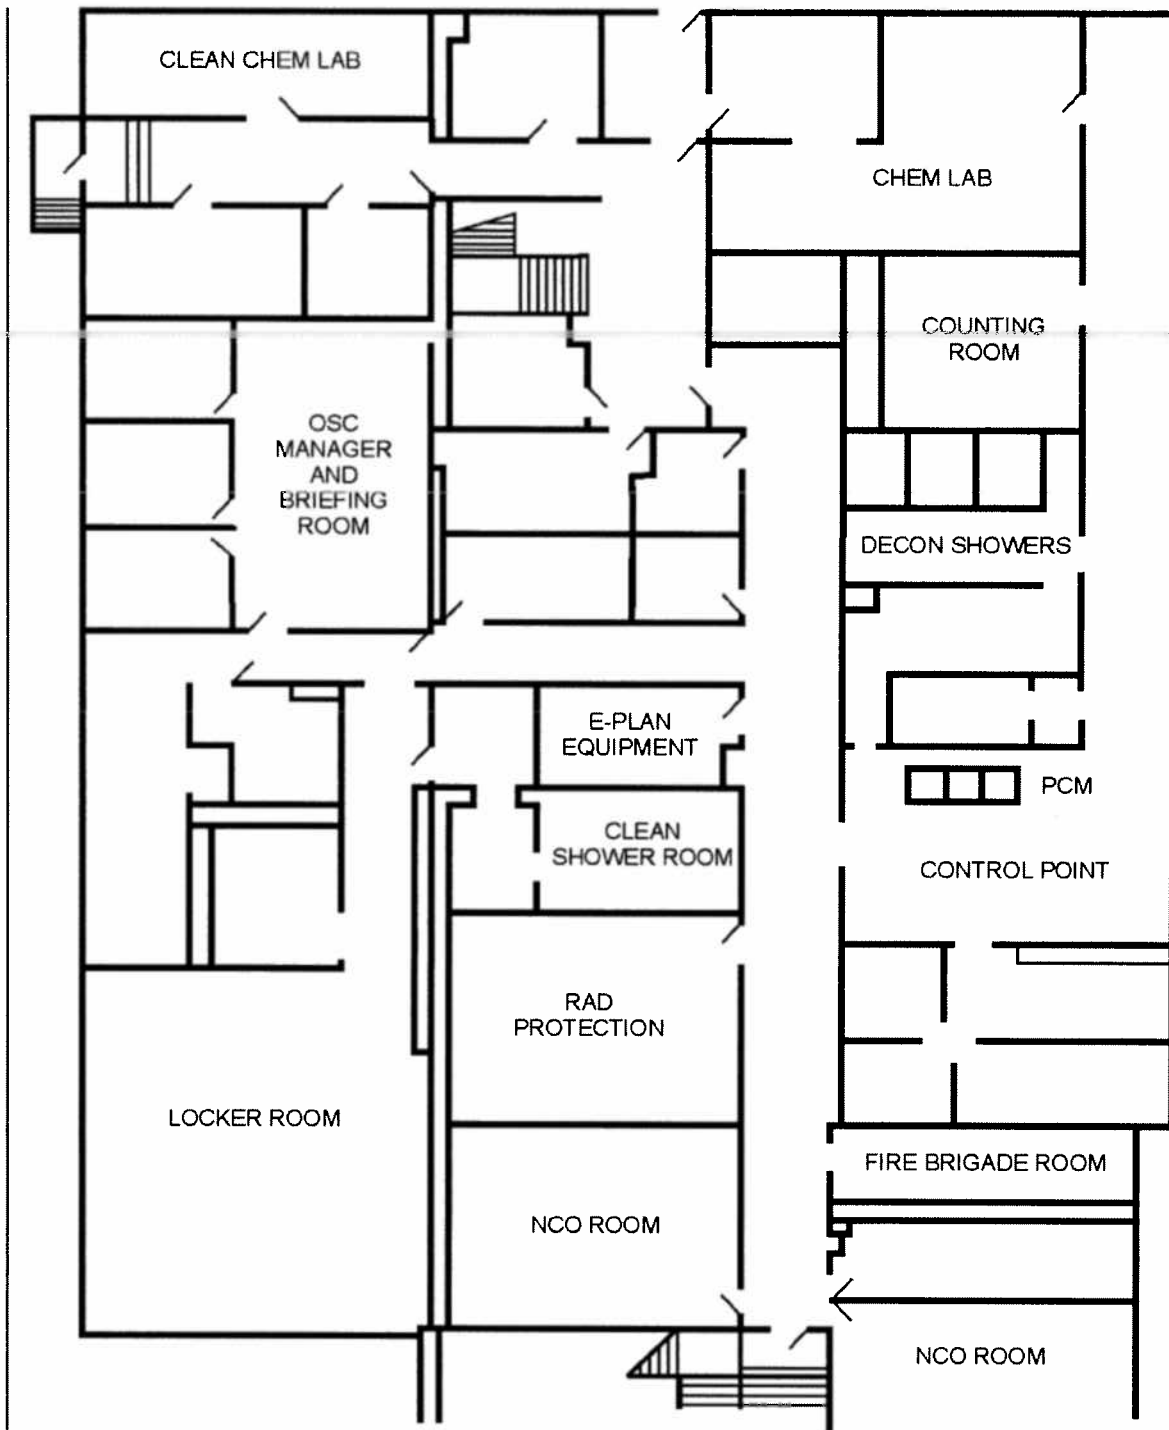 CLEAN CHEM LAB
CHEM LAB
COUNTING
ROOM
OSC
MANAGER
AND
BRIEFING
ROOM
DECON SHOWERS
E-PLAN
EQUIPMENT
PCM
CLEAN
SHOWER ROOM
CONTROL POINT
RAD
PROTECTION
LOCKER ROOM
FIRE BRIGADE ROOM
NCO ROOM
NCO ROOM